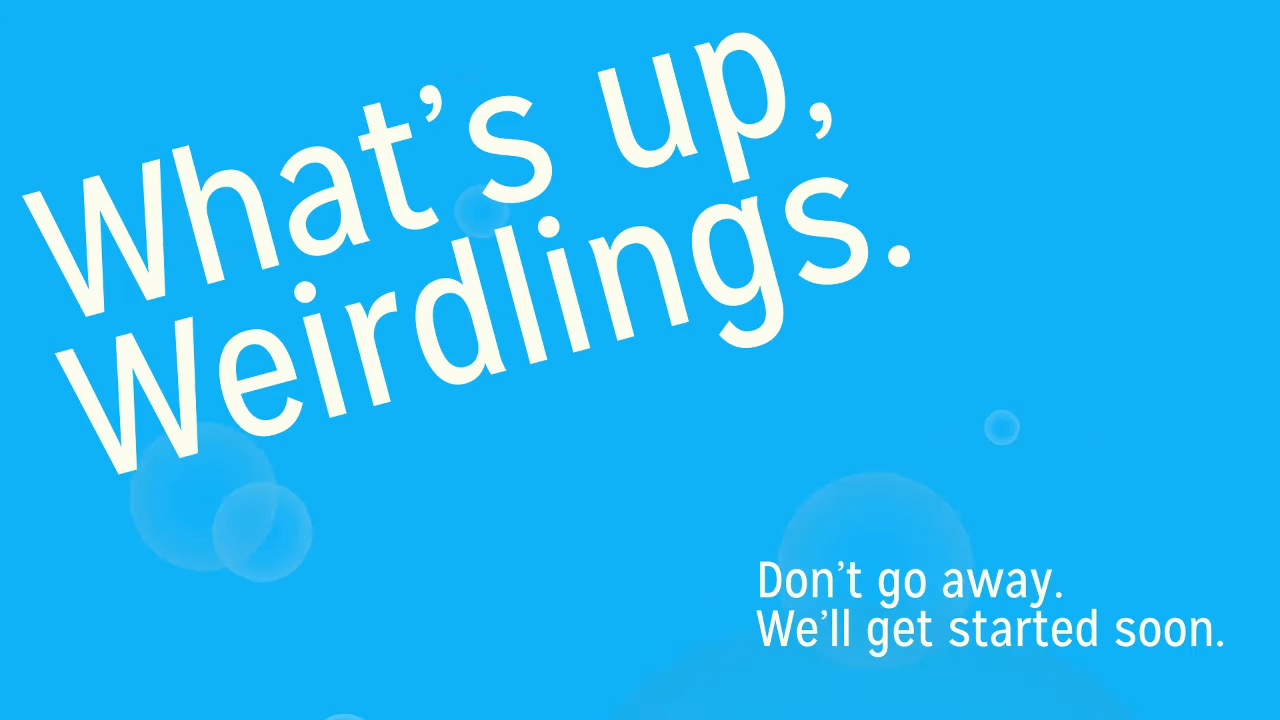 What’s up,
Weirdlings.
Don’t go away.
We’ll get started soon.